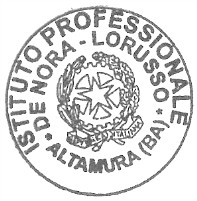 ISTITUTO PROFESSIONALE
* DE NORA - LORUSSO *
ALTAMURA (BA)